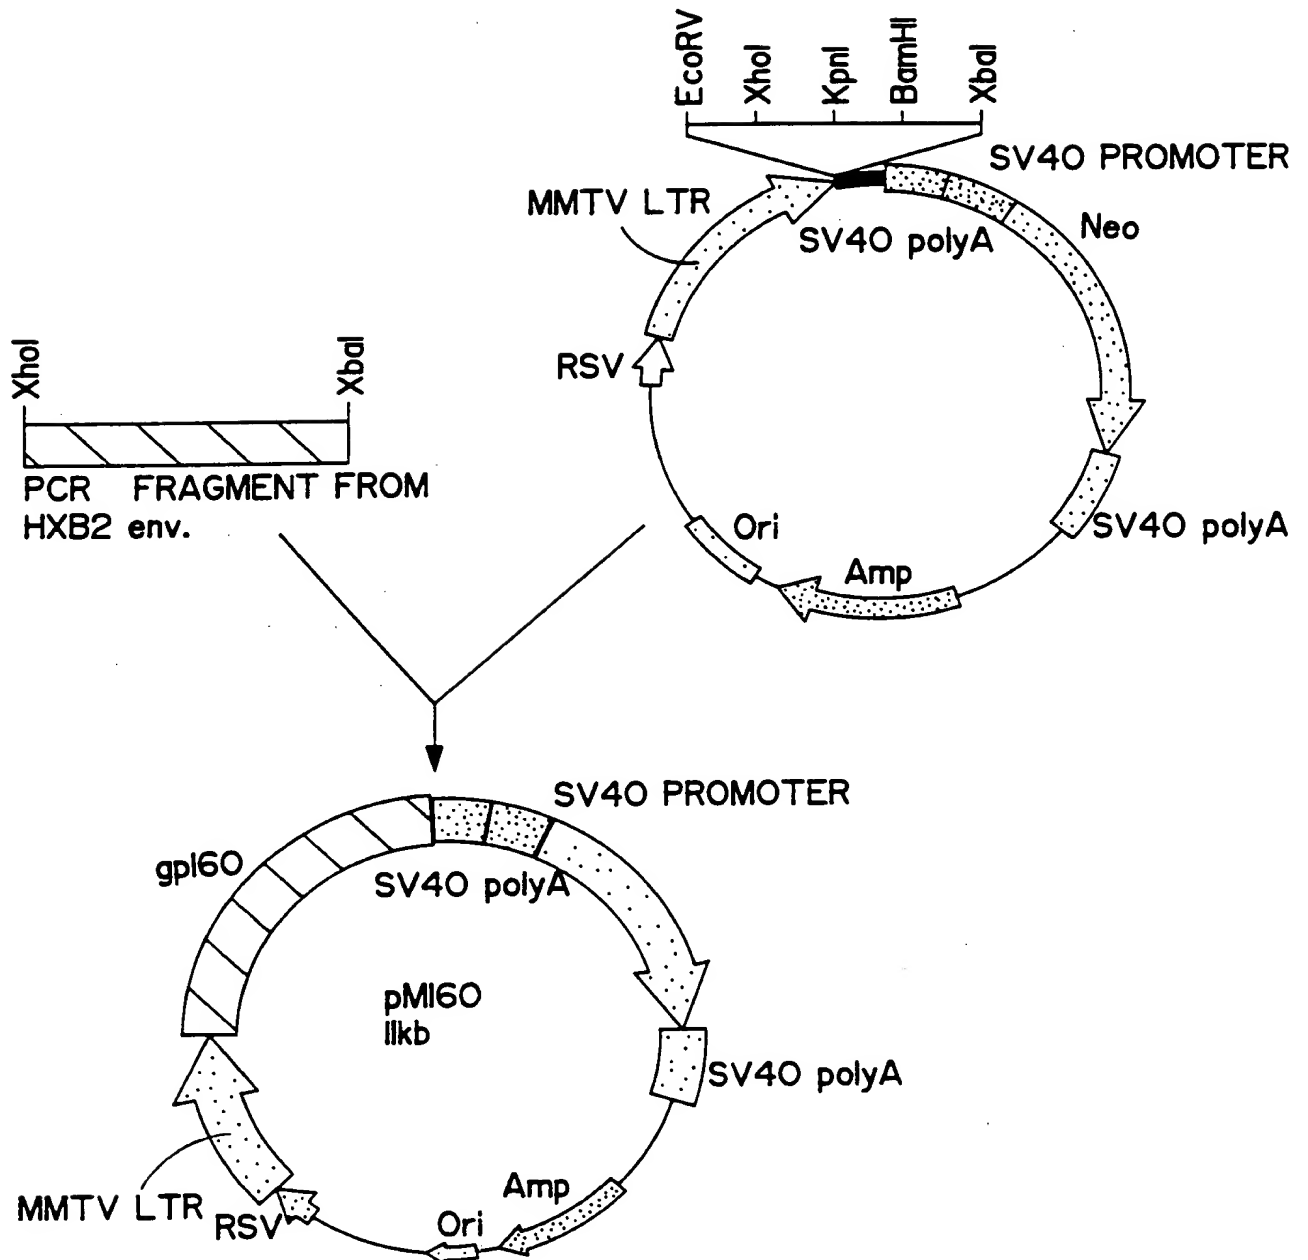 EcoRV
XhoI
KpnI
BamHI
XbaI
SV40 PROMOTER
MMTV LTR
SV40 polyA
Neo
RSV
XhoI
XbaI
PCR FRAGMENT FROM
HXB2 env.
Ori
Amp
SV40 polyA
SV40 PROMOTER
gp160
SV40 polyA
pM160
11kb
SV40 polyA
MMTV LTR
RSV
Ori
Amp